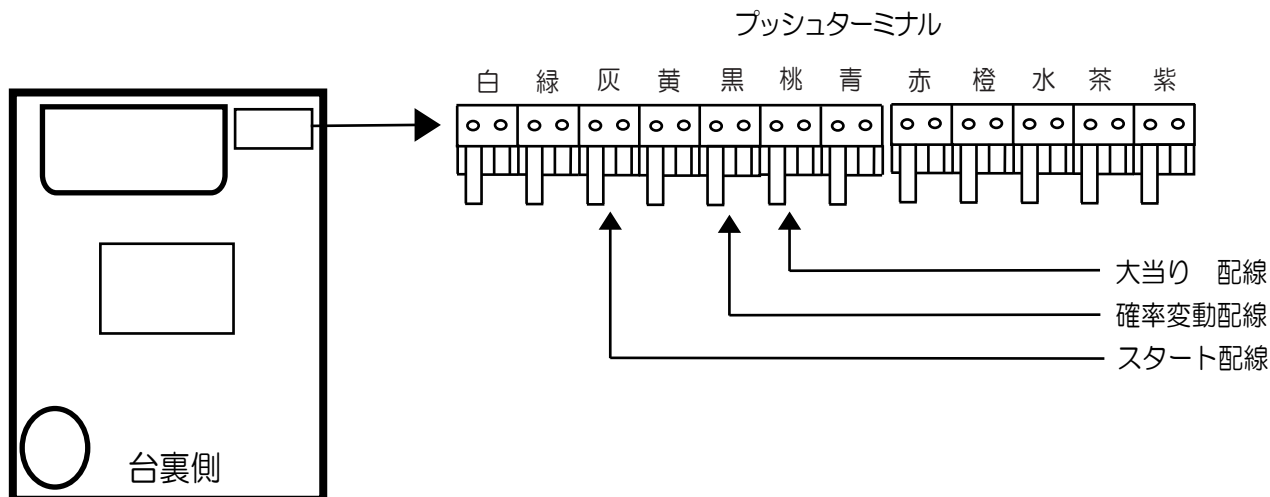 プッシュターミナル
白 緑 灰 黄 黒 桃 青 赤 橙 水 茶 紫
大当り 配線
確率変動配線
スタート配線
台裏側